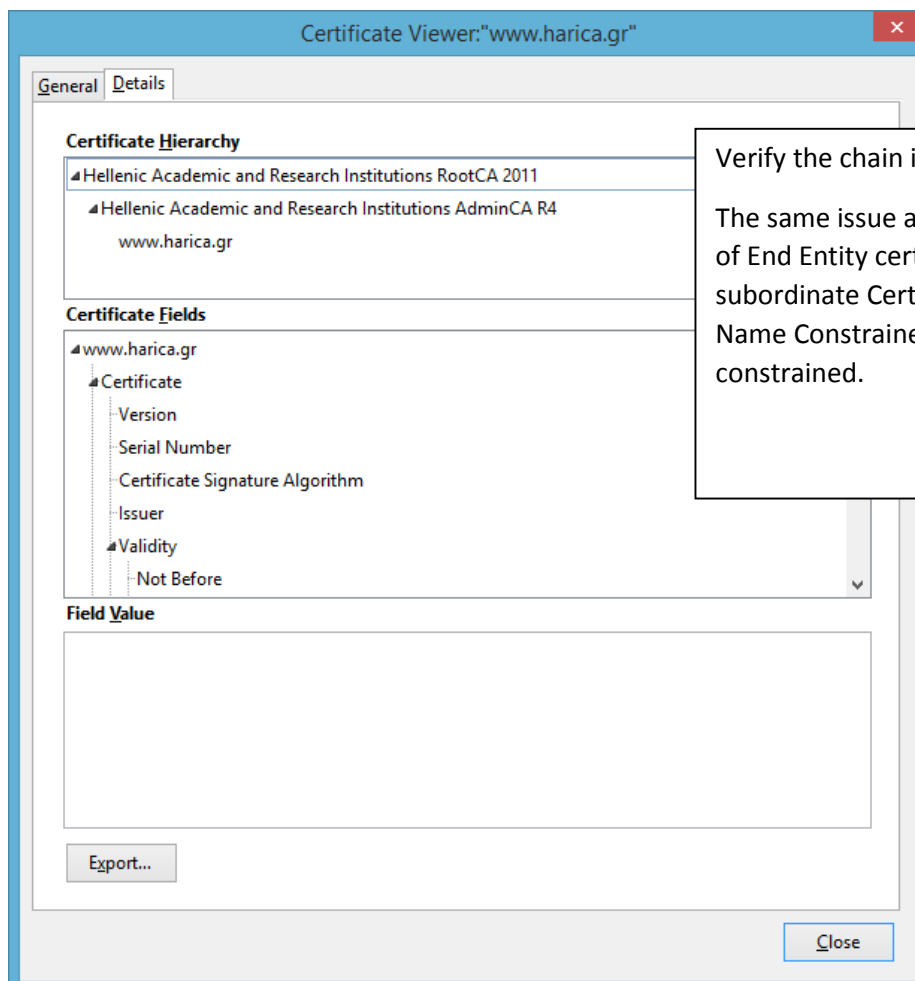 Certificate Viewer:"www.harica.gr"
General Details
Certificate Hierarchy
Hellenic Academic and Research Institutions RootCA 2011
Hellenic Academic and Research Institutions AdminCA R4
www.harica.gr
Certificate Fields
www.harica.gr
Certificate
Version
Serial Number
Certificate Signature Algorithm
Issuer
Validity
Not Before
Field Value
Export...
Close
Verify the chain
The same issue
of End Entity
subordinate
Name
constrained.